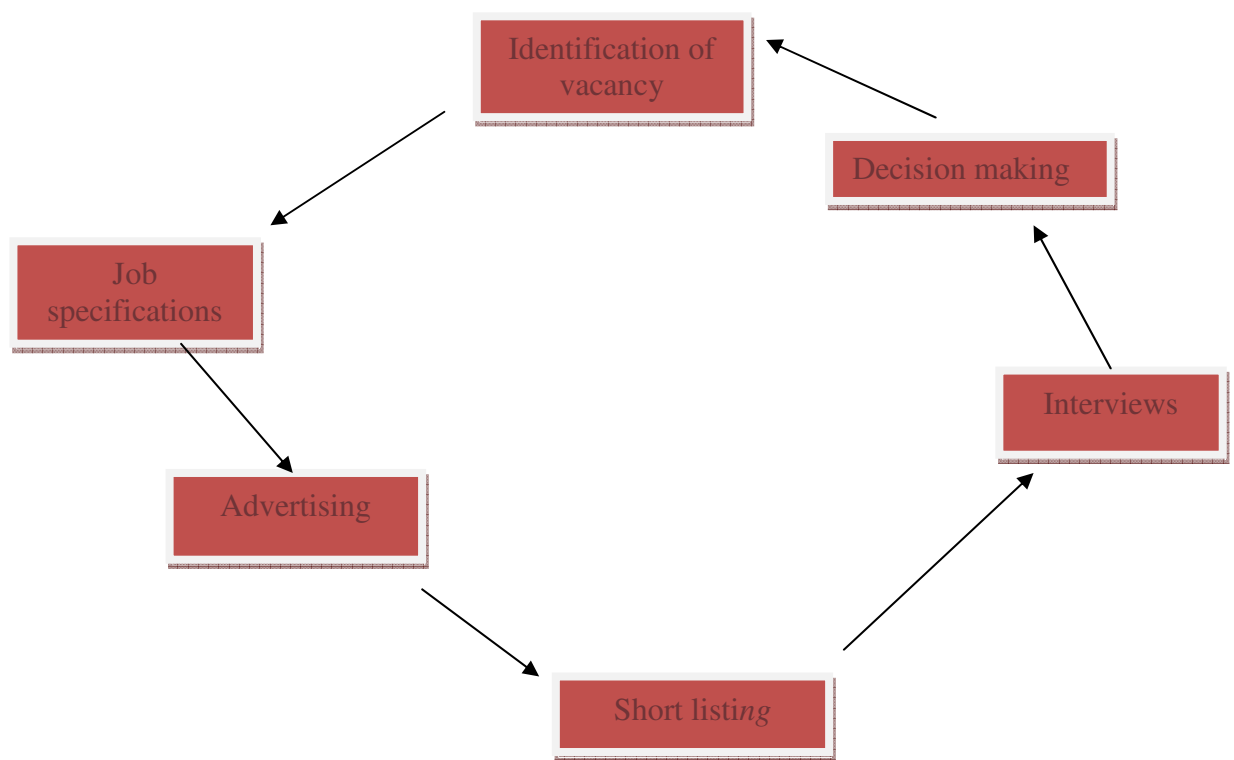 Identification of
vacancy
Decision making
Job
specifications
Interviews
Advertising
Short listing